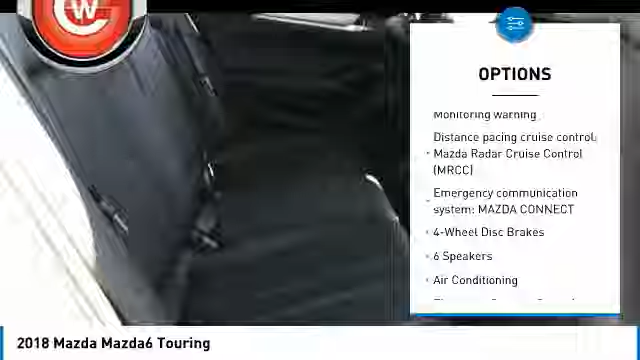 W
OPTIONS
Monitoring warning
Distance pacing cruise control:
Mazda Radar Cruise Control
(MRCC)
Emergency communication
system: MAZDA CONNECT
4-Wheel Disc Brakes
6 Speakers
Air Conditioning
2018 Mazda Mazda6 Touring